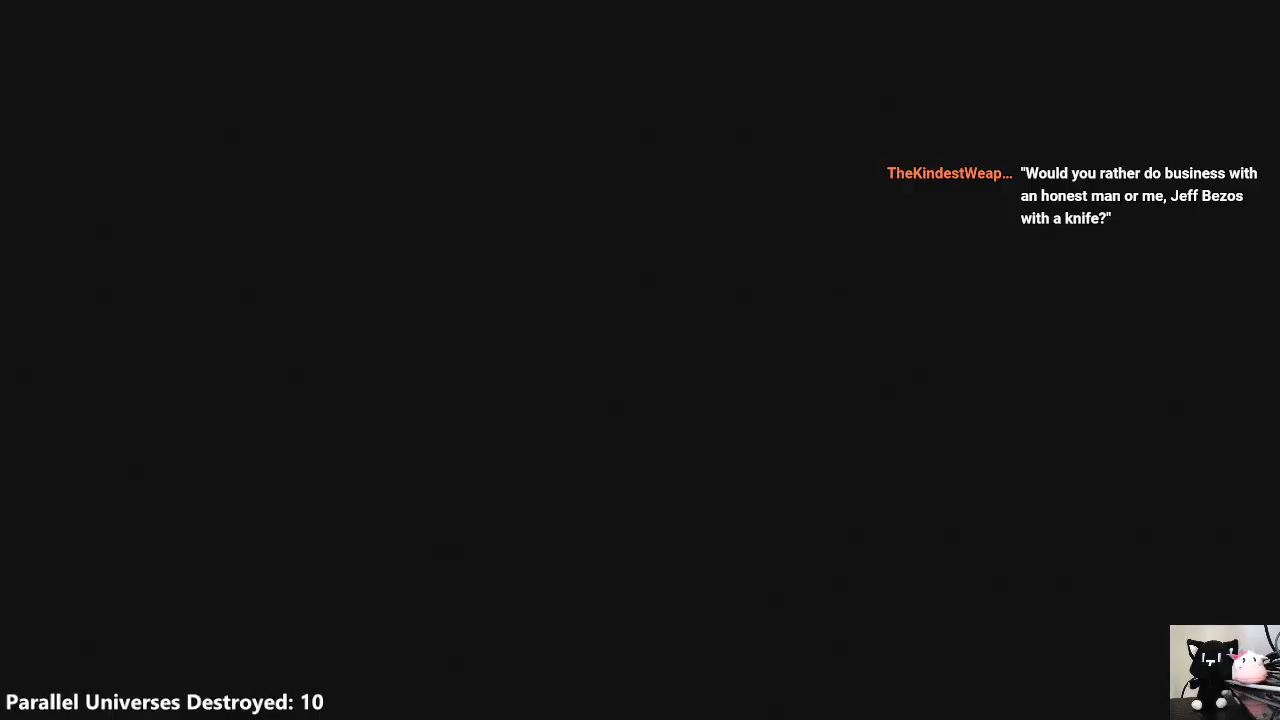 TheKindestWeap... "Would you rather do business with
an honest man or me, Jeff Bezos
with a knife?"
Parallel Universes Destroyed: 10